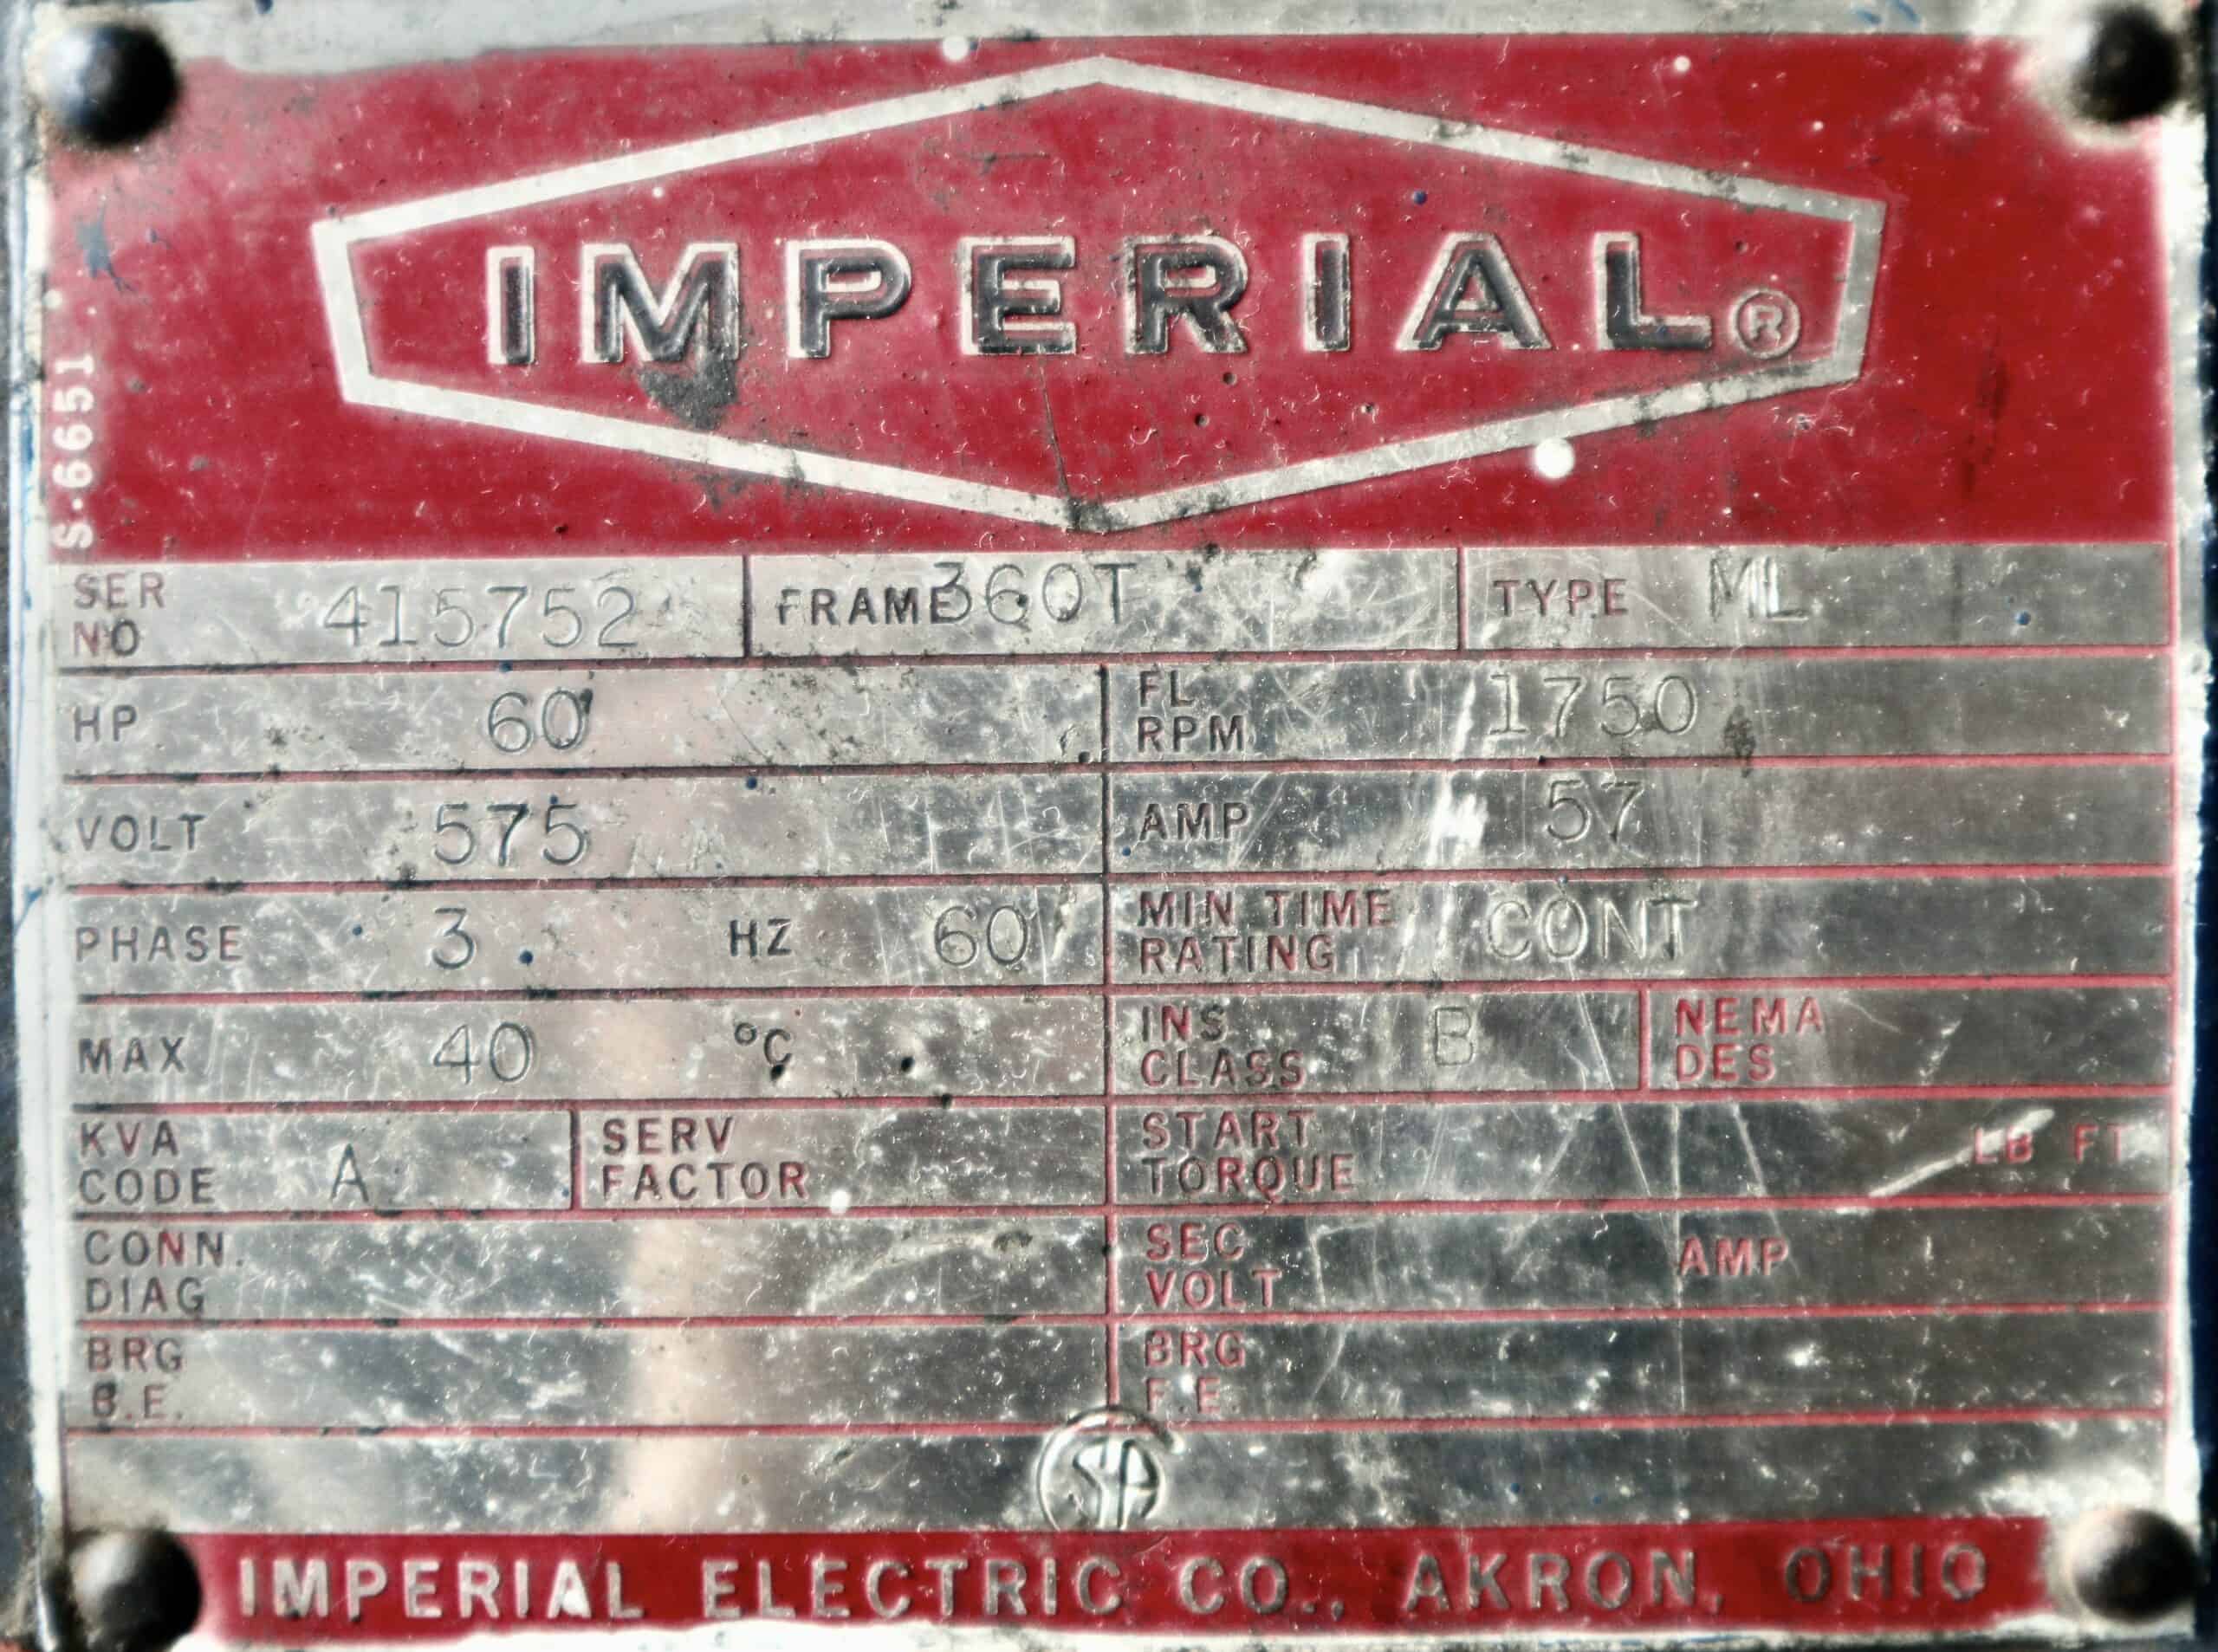 IMPERIAL®
S-6651
SER NO 415752 FRAME 360T TYPE ML
HP 60 FL RPM 1750
VOLT 575 AMP 57
PHASE 3 HZ 60 MIN TIME RATING CONT
MAX 40 °C INS CLASS B NEMA DES
KVA CODE A SERV FACTOR START TORQUE LB FT
CONN. DIAG SEC VOLT AMP
BRG B.E. BRG F.E.
SA
IMPERIAL ELECTRIC CO., AKRON, OHIO